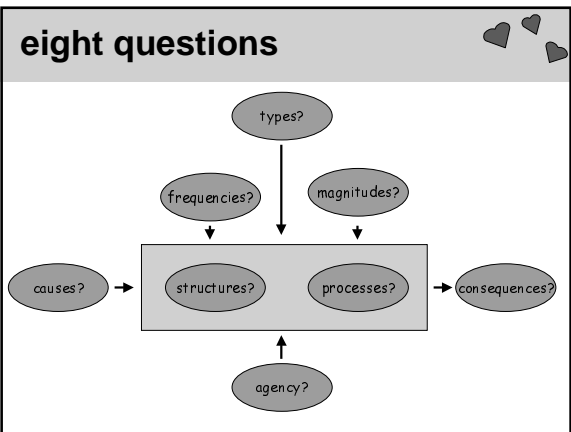 eight questions
types?
frequencies?
magnitudes?
causes?
structures?
processes?
consequences?
agency?